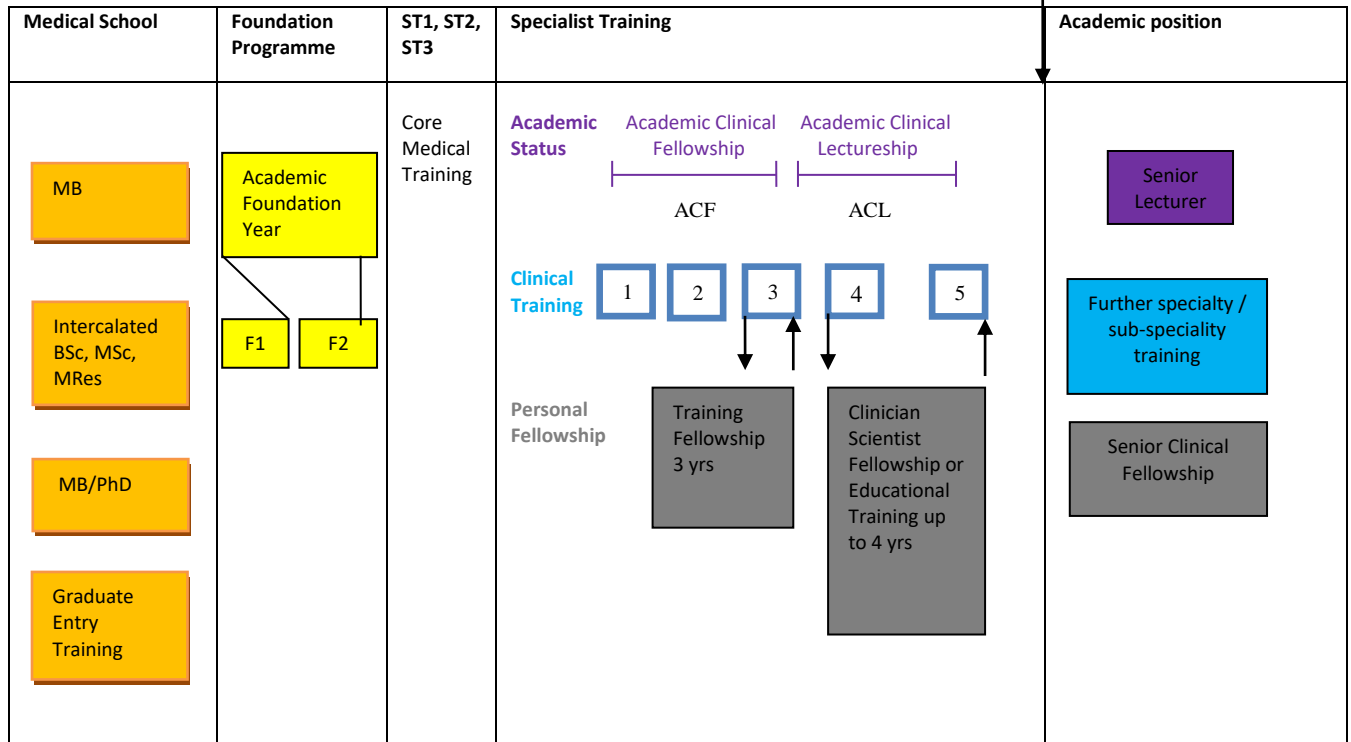 Medical School
Foundation
Programme
ST1, ST2,
ST3
Specialist Training
Academic position
MB
Intercalated
BSc, MSc,
MRes
MB/PhD
Graduate
Entry
Training
Academic
Foundation
Year
F1
F2
Core
Medical
Training
Academic
Status
Academic Clinical
Fellowship
Academic Clinical
Lectureship
ACF
ACL
Clinical
Training
1
2
3
4
5
Personal
Fellowship
Training
Fellowship
3 yrs
Clinician
Scientist
Fellowship or
Educational
Training up
to 4 yrs
Senior
Lecturer
Further specialty /
sub-speciality
training
Senior Clinical
Fellowship